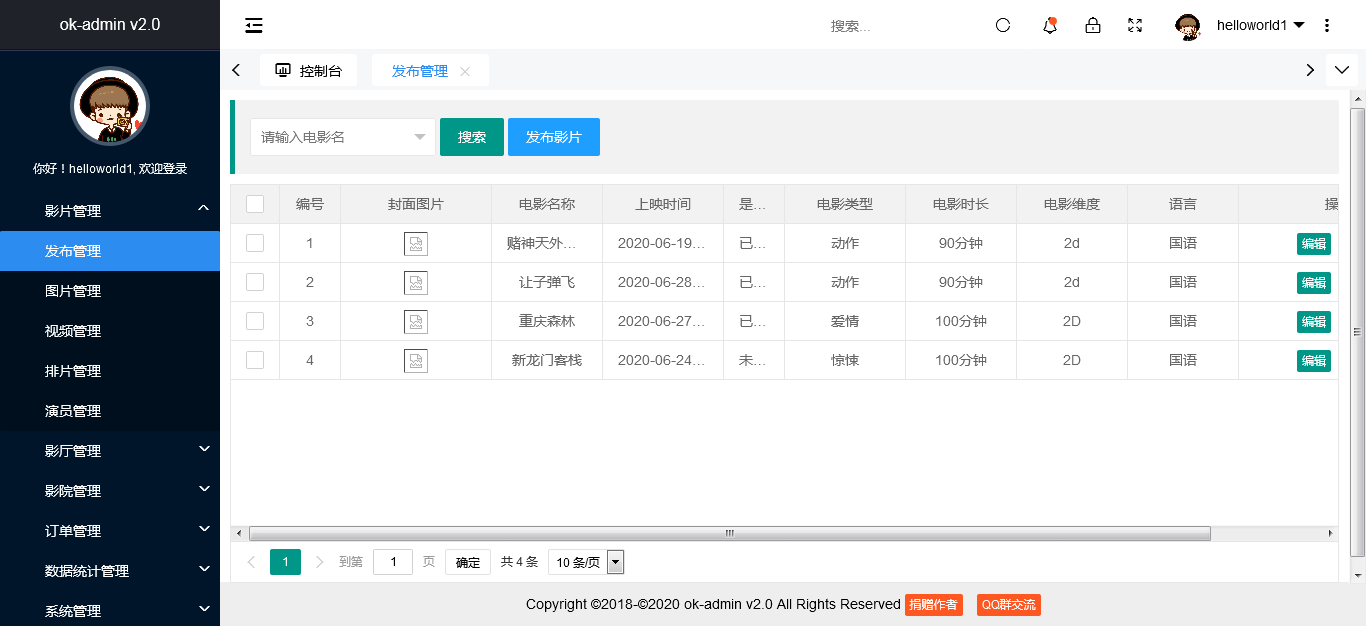 ok-admin v2.0
搜索...
helloworld1
控制台
发布管理
你好！helloworld1, 欢迎登录
影片管理
发布管理
图片管理
视频管理
排片管理
演员管理
影厅管理
影院管理
订单管理
数据统计管理
系统管理
请输入电影名 搜索 发布影片
编号 封面图片 电影名称 上映时间 是... 电影类型 电影时长 电影维度 语言 操
1 赌神天外... 2020-06-19... 已... 动作 90分钟 2d 国语 编辑
2 让子弹飞 2020-06-28... 已... 动作 90分钟 2d 国语 编辑
3 重庆森林 2020-06-27... 已... 爱情 100分钟 2D 国语 编辑
4 新龙门客栈 2020-06-24... 未... 惊悚 100分钟 2D 国语 编辑
1 到第 1 页 确定 共 4 条 10 条/页
Copyright ©2018-©2020 ok-admin v2.0 All Rights Reserved 捐赠作者 QQ群交流